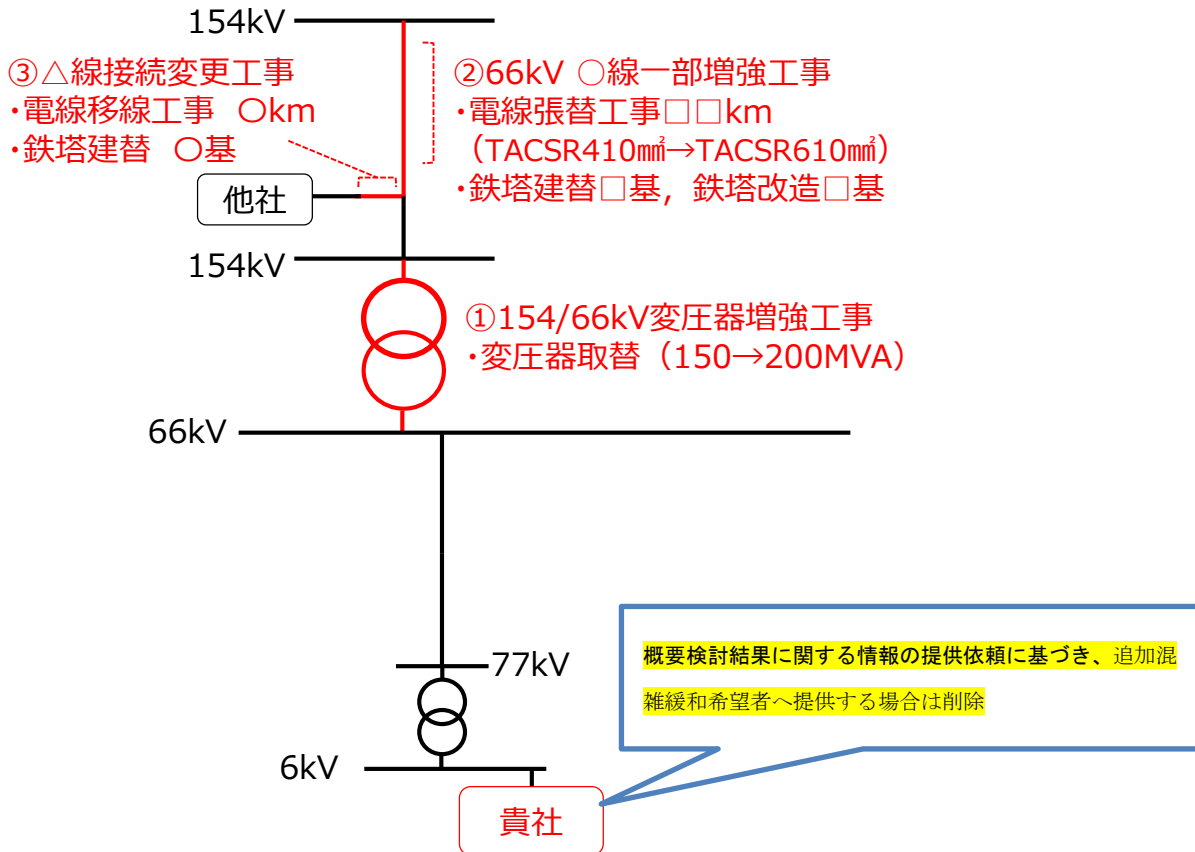 154kV
③△線接続変更工事
・電線移線工事 〇km
・鉄塔建替 〇基
②66kV ○線一部増強工事
・電線張替工事□□km
（TACSR410㎟→TACSR610㎟）
・鉄塔建替□基，鉄塔改造□基
他社
154kV
①154/66kV変圧器増強工事
・変圧器取替（150→200MVA）
66kV
77kV
概要検討結果に関する情報の提供依頼に基づき、追加混
雑緩和希望者へ提供する場合は削除
6kV
貴社